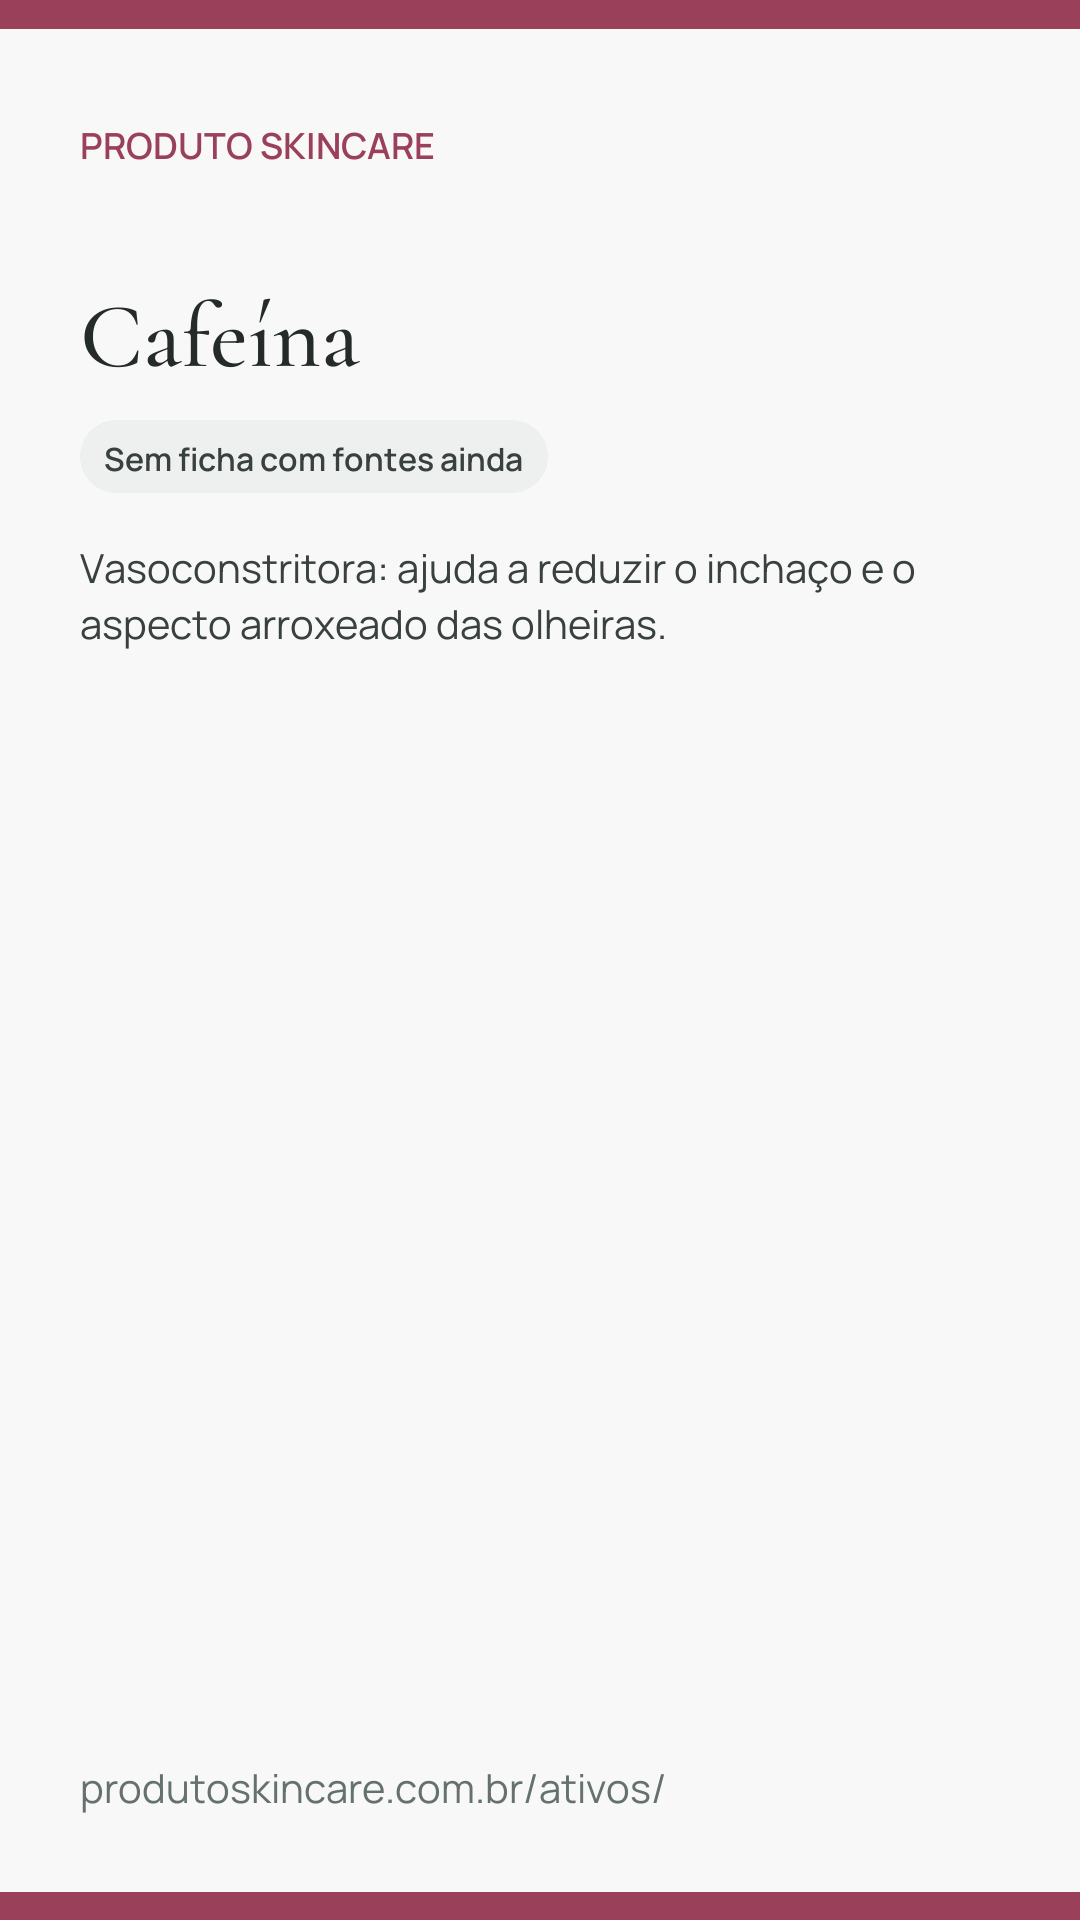 PRODUTO SKINCARE
Cafeína
Sem ficha com fontes ainda
Vasoconstritora: ajuda a reduzir o inchaço e o
aspecto arroxeado das olheiras.
produtoskincare.com.br/ativos/